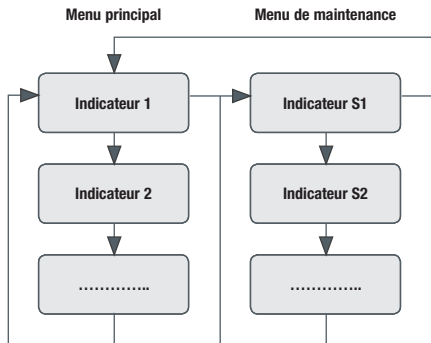 Menu principal
Menu de maintenance
Indicateur 1
Indicateur S1
Indicateur 2
Indicateur S2
…………..
…………..